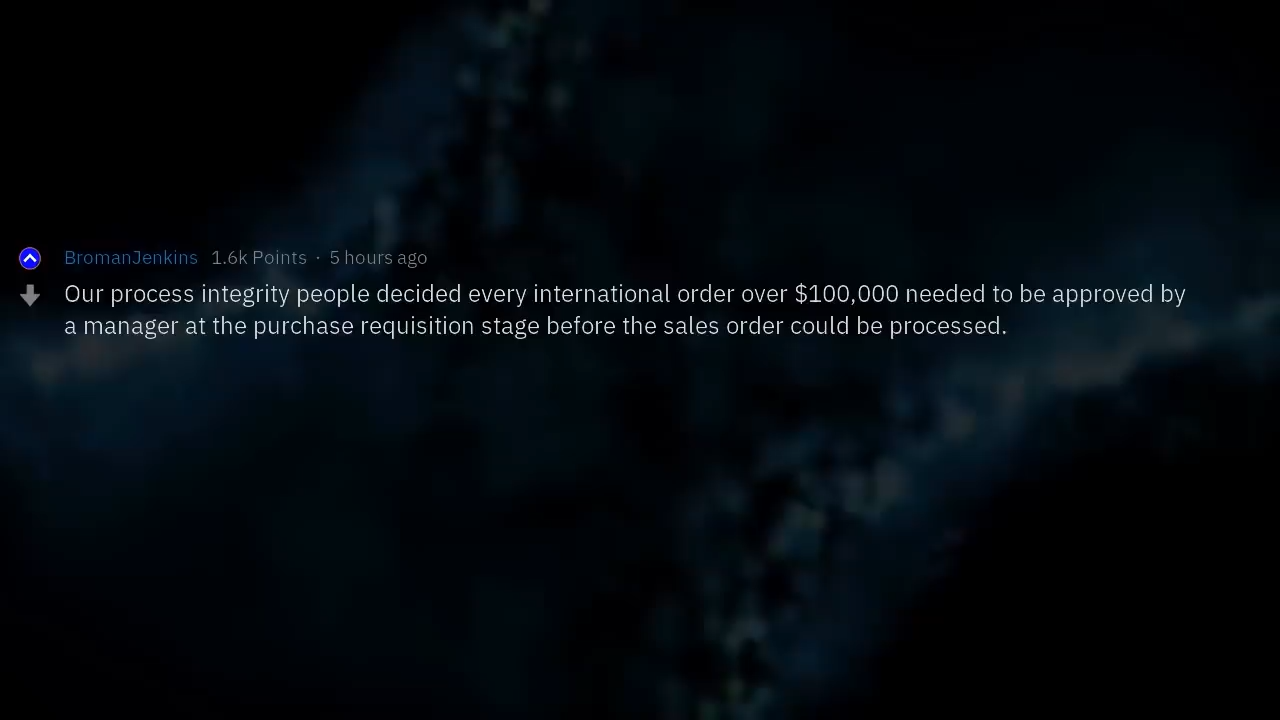 BromanJenkins 1.6k Points · 5 hours ago
Our process integrity people decided every international order over $100,000 needed to be approved by
a manager at the purchase requisition stage before the sales order could be processed.